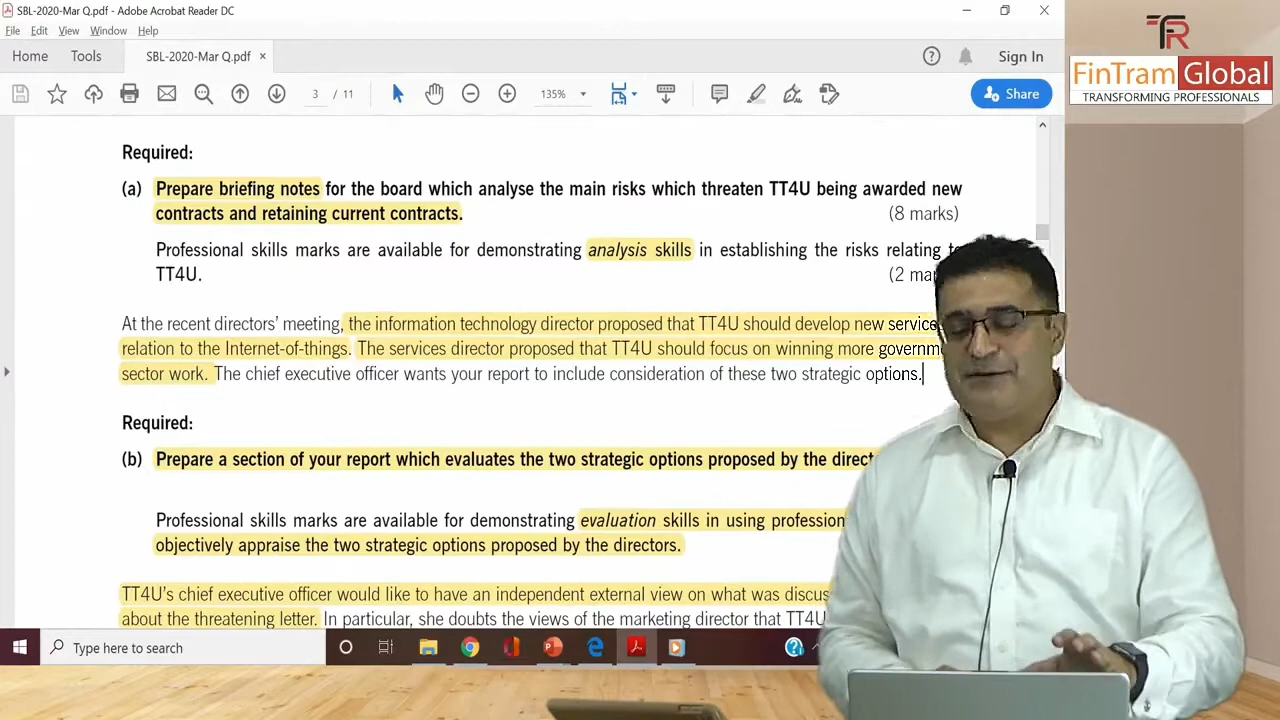 SBL-2020-Mar Q.pdf - Adobe Acrobat Reader DC
File Edit View Window Help
Home Tools SBL-2020-Mar Q.pdf × Sign In
3 / 11 135% Share
TR
FinTram Global
TRANSFORMING PROFESSIONALS
Required:
(a) Prepare briefing notes for the board which analyse the main risks which threaten TT4U being awarded new
contracts and retaining current contracts. (8 marks)
Professional skills marks are available for demonstrating analysis skills in establishing the risks relating
TT4U. (2
At the recent directors' meeting, the information technology director proposed that TT4U should develop new
relation to the Internet-of-things. The services director proposed that TT4U should focus on winning more
sector work. The chief executive officer wants your report to include consideration of these two strategic options.
Required:
(b) Prepare a section of your report which evaluates the two strategic options proposed by the
Professional skills marks are available for demonstrating evaluation skills in using
objectively appraise the two strategic options proposed by the directors.
TT4U's chief executive officer would like to have an independent external view on what was
about the threatening letter. In particular, she doubts the views of the marketing director that TT4U
Type here to search